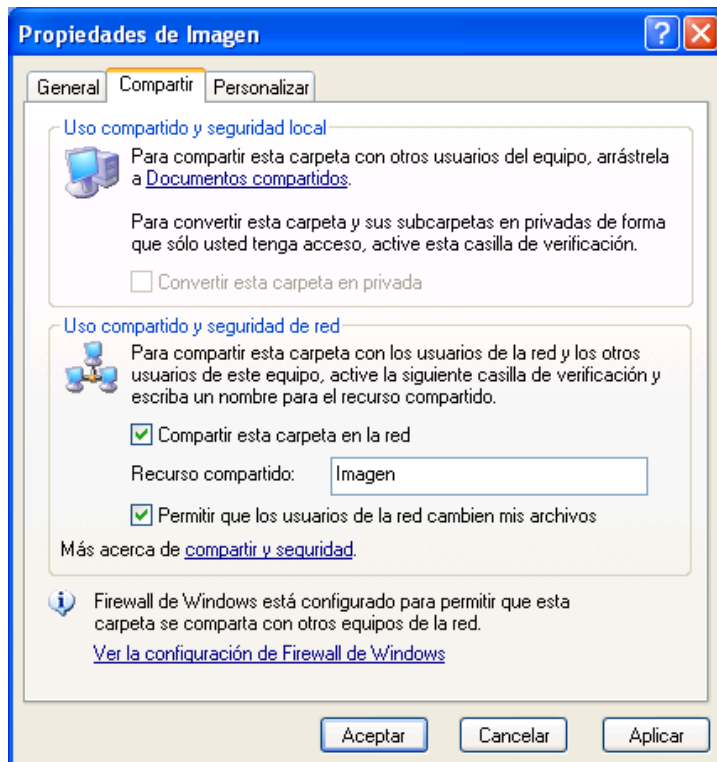 Propiedades de Imagen
General Compartir Personalizar
Uso compartido y seguridad local
Para compartir esta carpeta con otros usuarios del equipo, arrástrela
a Documentos compartidos.
Para convertir esta carpeta y sus subcarpetas en privadas de forma
que sólo usted tenga acceso, active esta casilla de verificación.
Convertir esta carpeta en privada
Uso compartido y seguridad de red
Para compartir esta carpeta con los usuarios de la red y los otros
usuarios de este equipo, active la siguiente casilla de verificación y
escriba un nombre para el recurso compartido.
Compartir esta carpeta en la red
Recurso compartido: Imagen
Permitir que los usuarios de la red cambien mis archivos
Más acerca de compartir y seguridad.
Firewall de Windows está configurado para permitir que esta
carpeta se comparta con otros equipos de la red.
Ver la configuración de Firewall de Windows
Aceptar Cancelar Aplicar